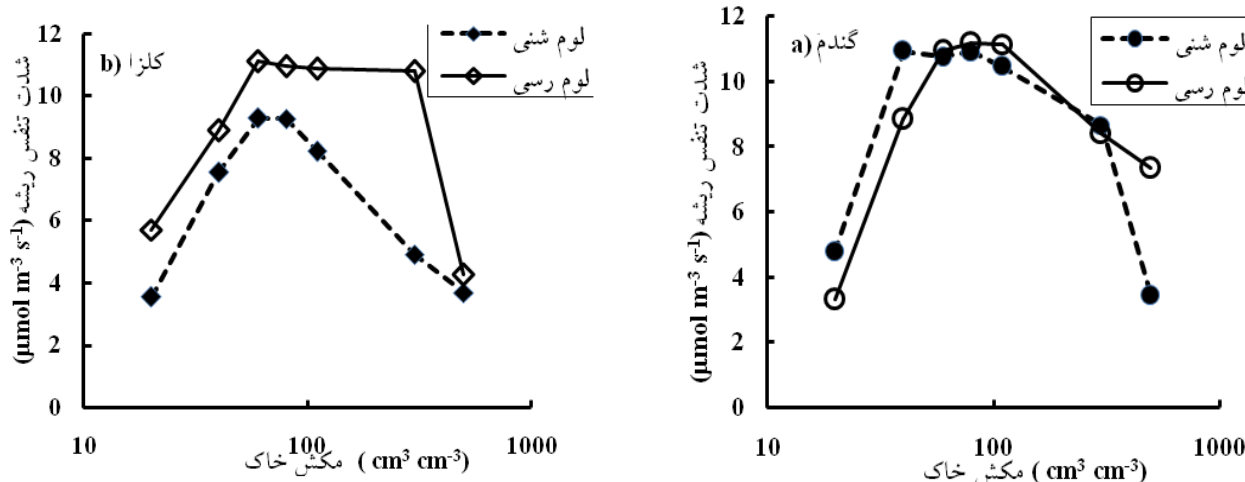 b) کلزا
لوم شنی
لوم رسی
شدت تنفس ریشه (µmol m-3 s-1)
12
10
8
6
4
2
0
10
100
1000
مکش خاک ( cm3 cm-3)
a) گندم
لوم شنی
لوم رسی
شدت تنفس ریشه (µmol m-3 s-1)
12
10
8
6
4
2
0
10
100
1000
مکش خاک ( cm3 cm-3)